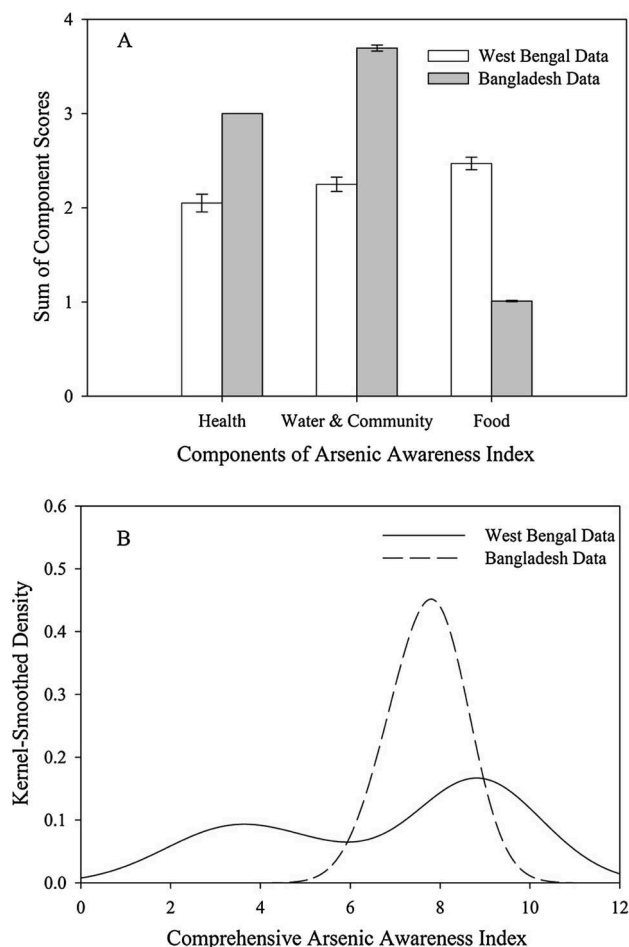 A
West Bengal Data
Bangladesh Data
Sum of Component Scores
4
3
2
1
0
Health
Water & Community
Food
Components of Arsenic Awareness Index
B
West Bengal Data
Bangladesh Data
Kernel-Smoothed Density
0.6
0.5
0.4
0.3
0.2
0.1
0.0
0
2
4
6
8
10
12
Comprehensive Arsenic Awareness Index